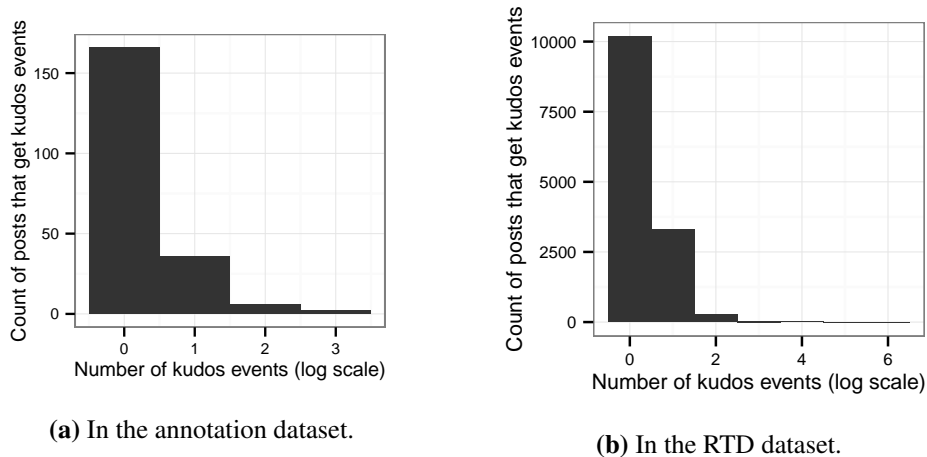 Count of posts that get kudos events
150
100
50
0
0 1 2 3
Number of kudos events (log scale)
(a) In the annotation dataset.
Count of posts that get kudos events
10000
7500
5000
2500
0
0 2 4 6
Number of kudos events (log scale)
(b) In the RTD dataset.